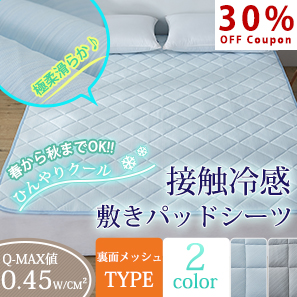 30%
OFF Coupon
極柔滑らか♪
春から秋までOK!!
ひんやりクール
接触冷感
敷きパッドシーツ
Q-MAX値
0.45W/CM²
裏面メッシュ
TYPE
2
color